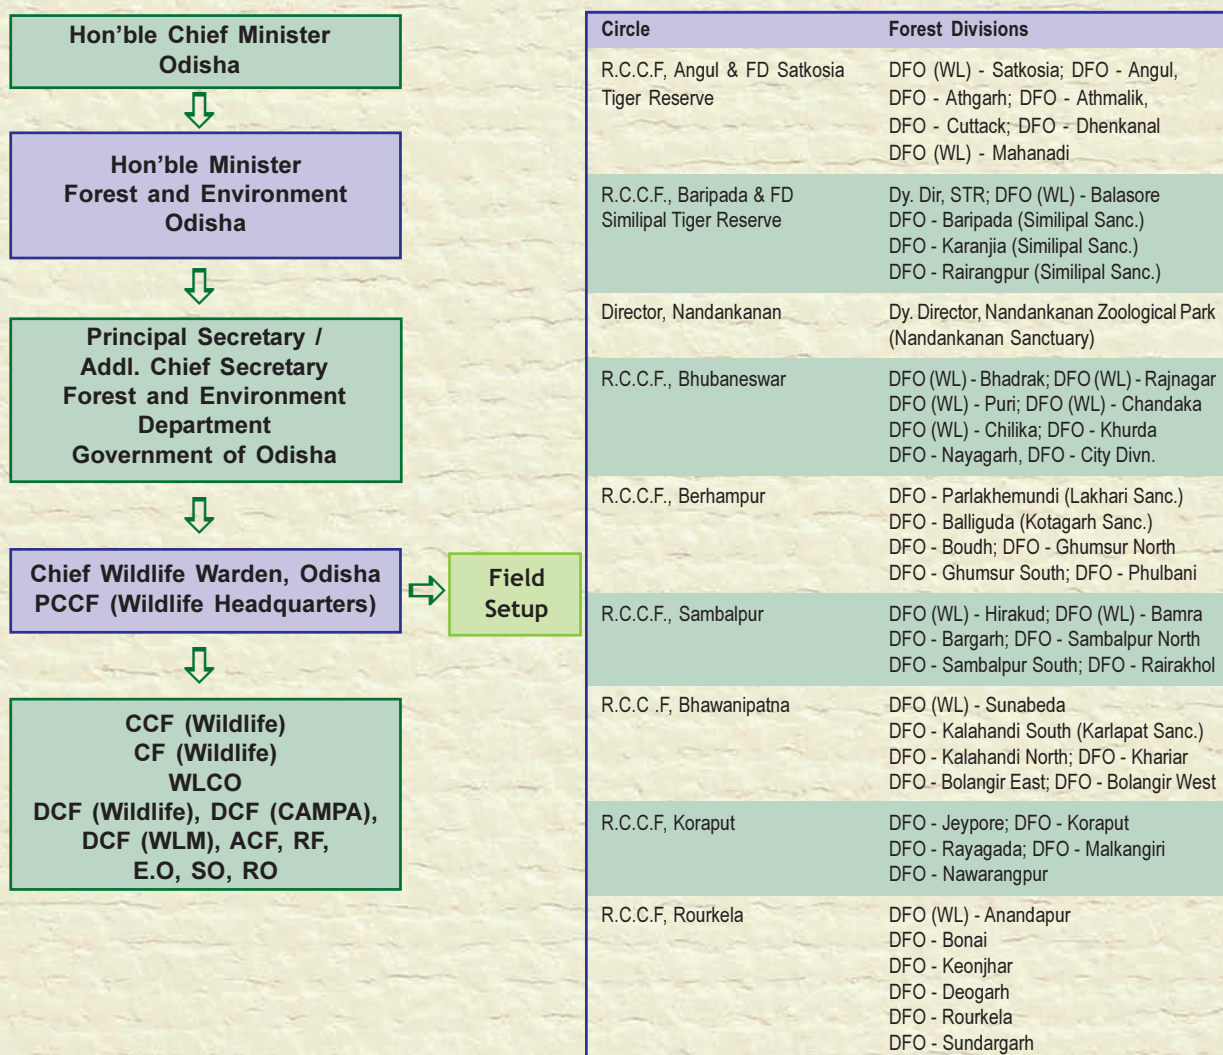 Hon'ble Chief Minister
Odisha
Hon'ble Minister
Forest and Environment
Odisha
Principal Secretary /
Addl. Chief Secretary
Forest and Environment
Department
Government of Odisha
Chief Wildlife Warden, Odisha
PCCF (Wildlife Headquarters)
Field
Setup
CCF (Wildlife)
CF (Wildlife)
WLCO
DCF (Wildlife), DCF (CAMPA),
DCF (WLM), ACF, RF,
E.O, SO, RO
Circle Forest Divisions
R.C.C.F, Angul & FD Satkosia DFO (WL) - Satkosia; DFO - Angul,
Tiger Reserve DFO - Athgarh; DFO - Athmalik,
DFO - Cuttack; DFO - Dhenkanal
DFO (WL) - Mahanadi
R.C.C.F., Baripada & FD Dy. Dir, STR; DFO (WL) - Balasore
Similipal Tiger Reserve DFO - Baripada (Similipal Sanc.)
DFO - Karanjia (Similipal Sanc.)
DFO - Rairangpur (Similipal Sanc.)
Director, Nandankanan Dy. Director, Nandankanan Zoological Park
(Nandankanan Sanctuary)
R.C.C.F., Bhubaneswar DFO (WL) - Bhadrak; DFO (WL) - Rajnagar
DFO (WL) - Puri; DFO (WL) - Chandaka
DFO (WL) - Chilika; DFO - Khurda
DFO - Nayagarh, DFO - City Divn.
R.C.C.F., Berhampur DFO - Parlakhemundi (Lakhari Sanc.)
DFO - Balliguda (Kotagarh Sanc.)
DFO - Boudh; DFO - Ghumsur North
DFO - Ghumsur South; DFO - Phulbani
R.C.C.F., Sambalpur DFO (WL) - Hirakud; DFO (WL) - Bamra
DFO - Bargarh; DFO - Sambalpur North
DFO - Sambalpur South; DFO - Rairakhol
R.C.C .F, Bhawanipatna DFO (WL) - Sunabeda
DFO - Kalahandi South (Karlapat Sanc.)
DFO - Kalahandi North; DFO - Khariar
DFO - Bolangir East; DFO - Bolangir West
R.C.C.F, Koraput DFO - Jeypore; DFO - Koraput
DFO - Rayagada; DFO - Malkangiri
DFO - Nawarangpur
R.C.C.F, Rourkela DFO (WL) - Anandapur
DFO - Bonai
DFO - Keonjhar
DFO - Deogarh
DFO - Rourkela
DFO - Sundargarh